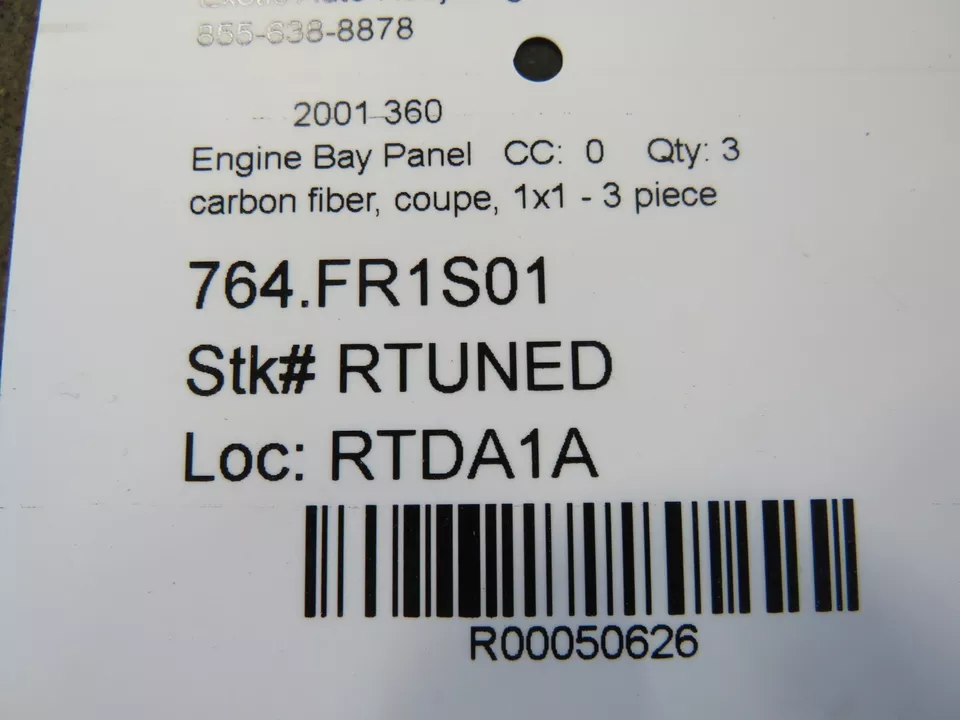 855-638-8878
2001 360
Engine Bay Panel CC: 0 Qty: 3
carbon fiber, coupe, 1x1 - 3 piece
764.FR1S01
Stk# RTUNED
Loc: RTDA1A
R00050626